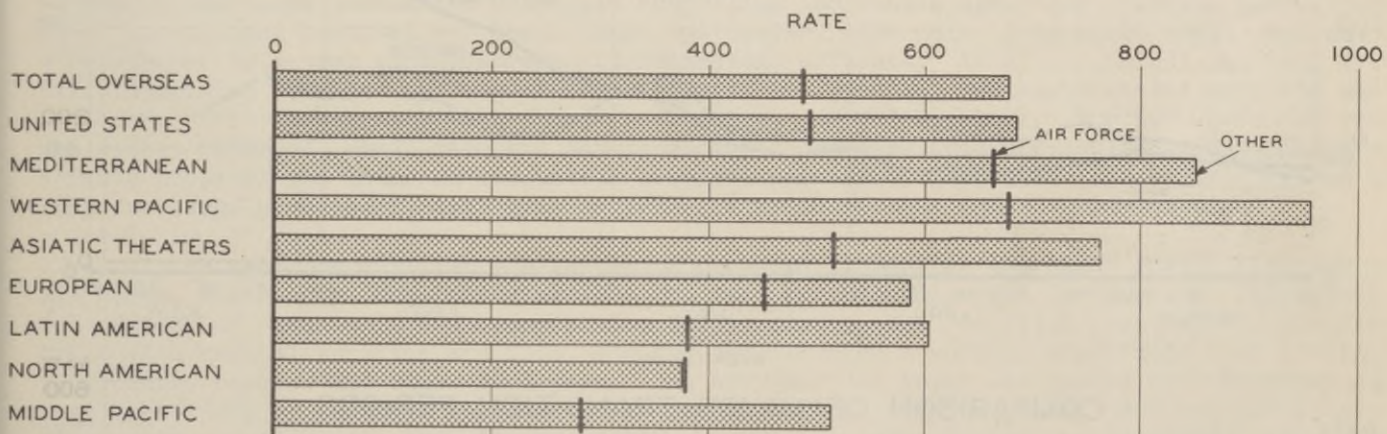 RATE
0 200 400 600 800 1000
TOTAL OVERSEAS
UNITED STATES
AIR FORCE
OTHER
MEDITERRANEAN
WESTERN PACIFIC
ASIATIC THEATERS
EUROPEAN
LATIN AMERICAN
NORTH AMERICAN
MIDDLE PACIFIC